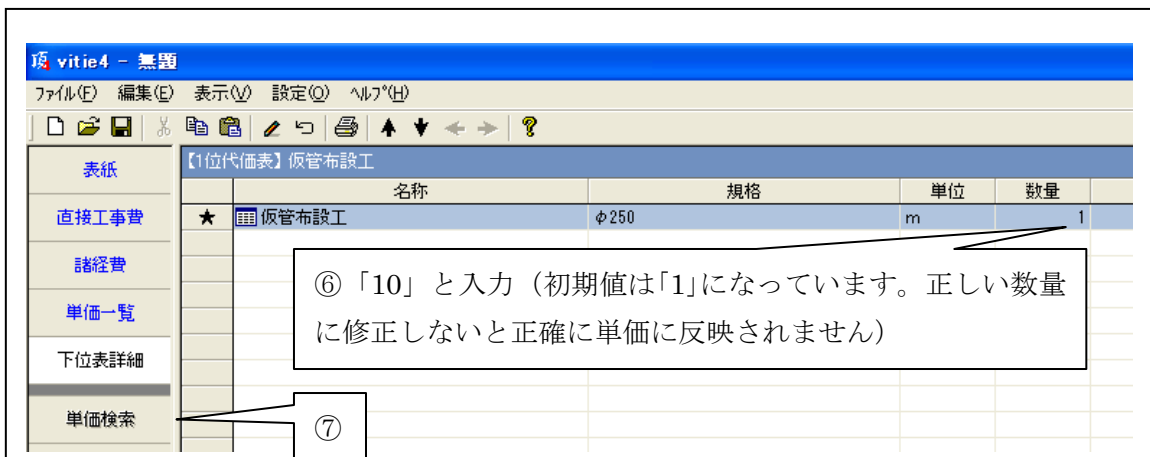 頂 vitie4 - 無題
ファイル(F) 編集(E) 表示(V) 設定(O) ヘルプ(H)
表紙
直接工事費
諸経費
単価一覧
下位表詳細
単価検索
【1位代価表】仮管布設工
名称 規格 単位 数量
★ 仮管布設工 φ250 m 1
⑥「10」と入力（初期値は「1」になっています。正しい数量
に修正しないと正確に単価に反映されません）
⑦